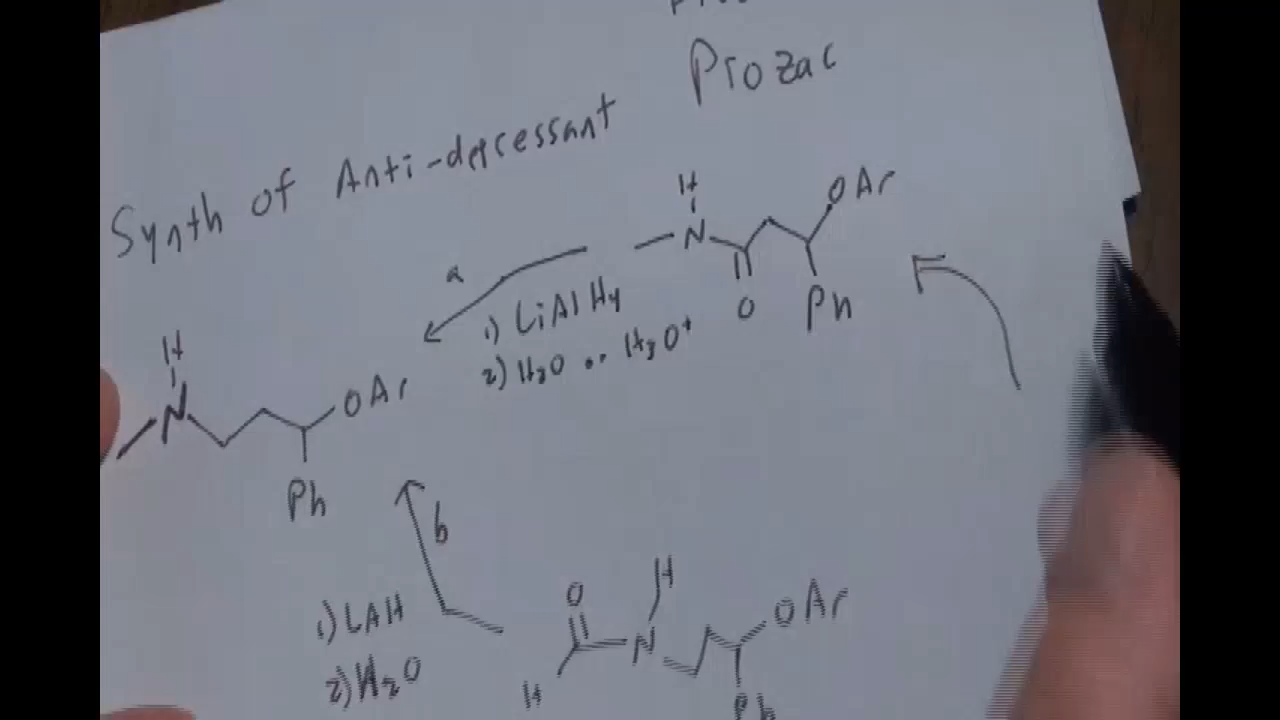 Prozac
Synth of Anti-depressant
H
N
O
OAr
Ph
a
1) LiAlH4
2) H2O or H3O+
H
N
OAr
Ph
b
1) LAH
2) H2O
O
H
H
N
OAr
Ph